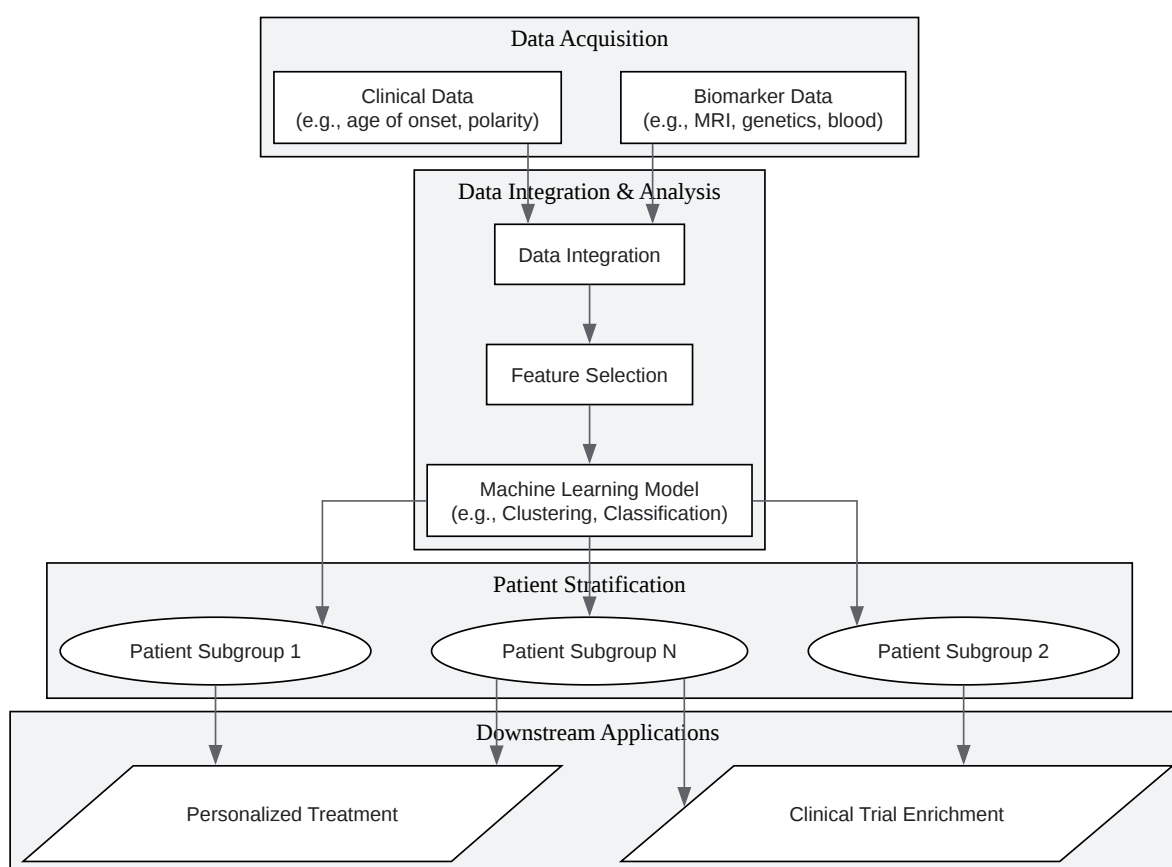 Data Acquisition
Clinical Data
(e.g., age of onset, polarity)
Biomarker Data
(e.g., MRI, genetics, blood)
Data Integration & Analysis
Data Integration
Feature Selection
Machine Learning Model
(e.g., Clustering, Classification)
Patient Stratification
Patient Subgroup 1
Patient Subgroup N
Patient Subgroup 2
Downstream Applications
Personalized Treatment
Clinical Trial Enrichment